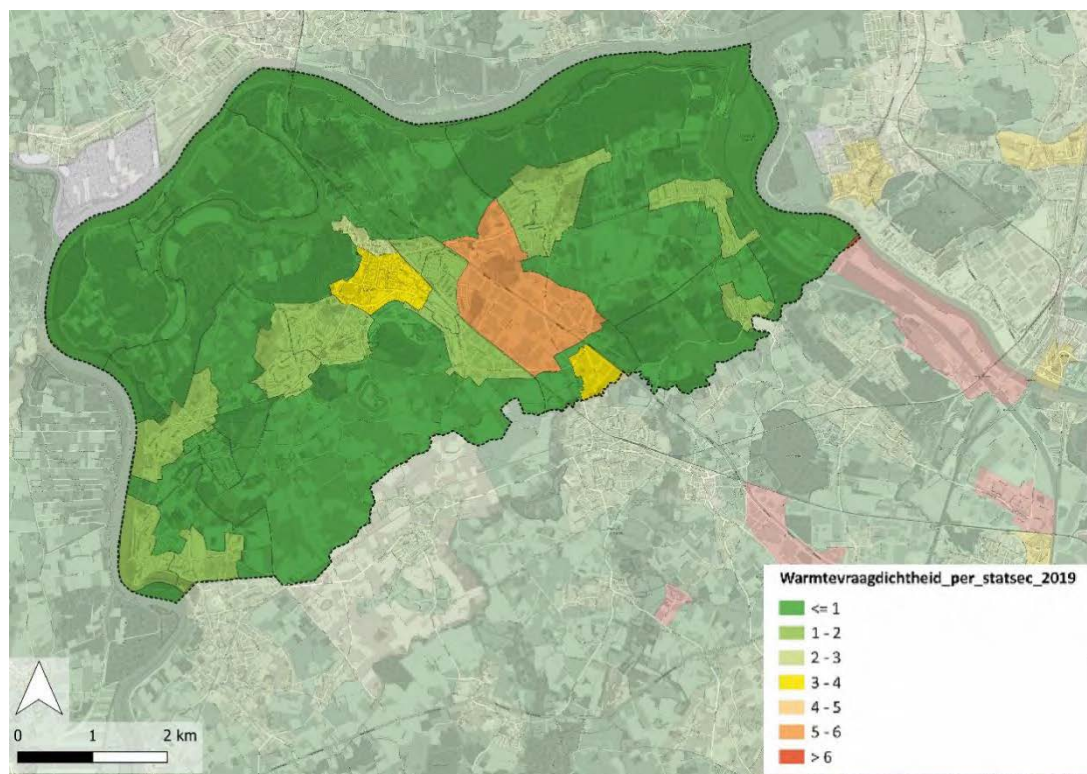 Warmtevraagdichtheid_per_statsec_2019
<= 1
1 - 2
2 - 3
3 - 4
4 - 5
5 - 6
> 6
0 1 2 km